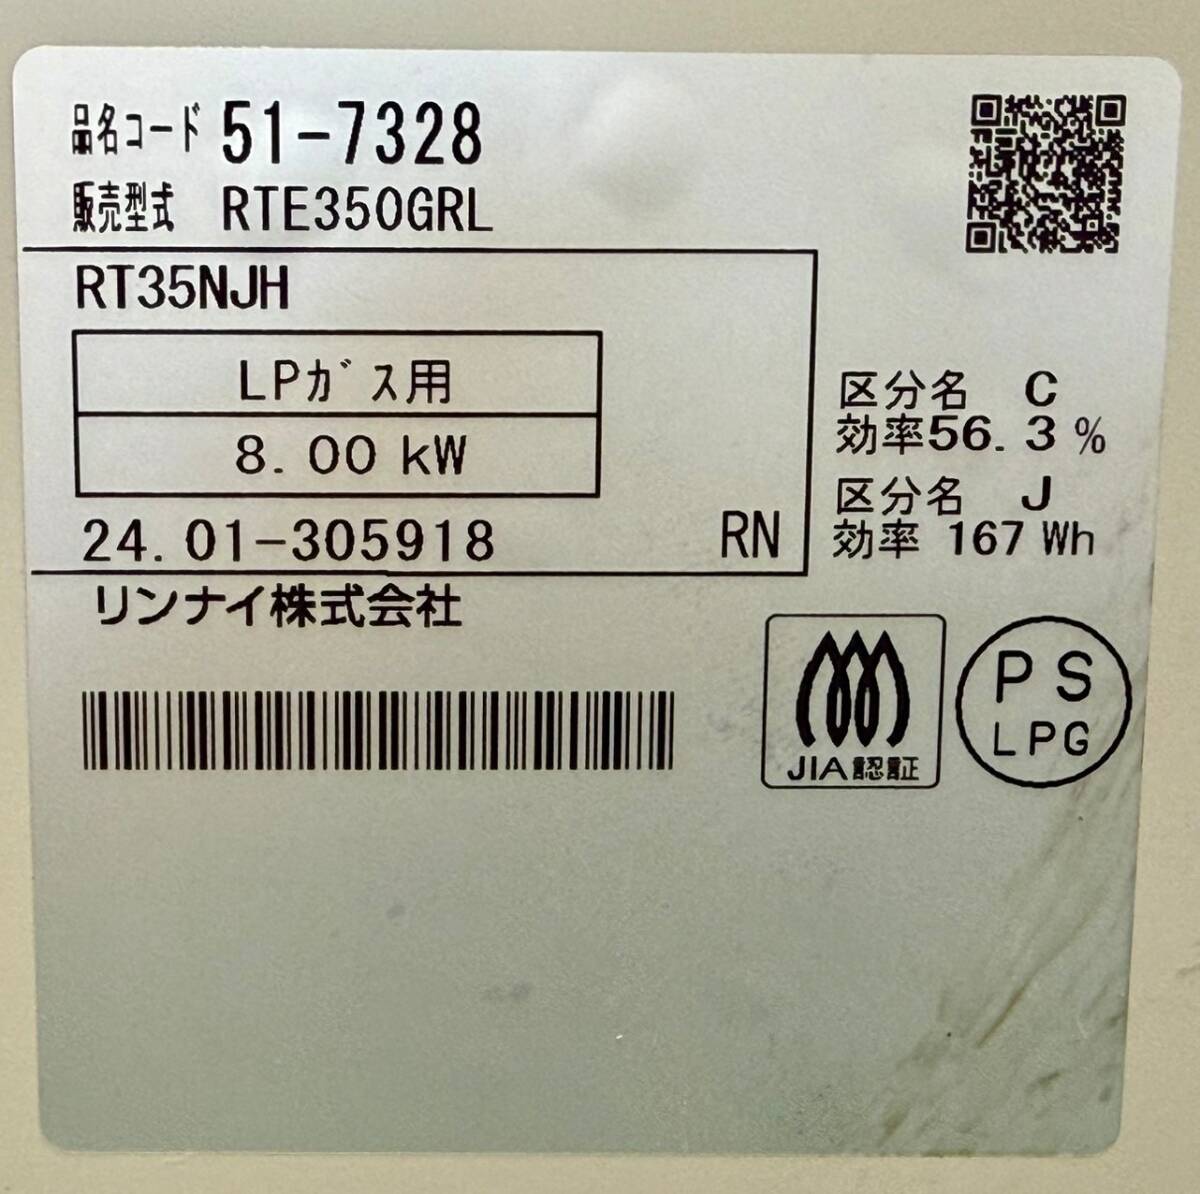 品名コード 51-7328
販売型式 RTE350GRL
RT35NJH
LPガス用
8.00 kW
24.01-305918 RN
リンナイ株式会社
区分名 C
効率56.3 %
区分名 J
効率 167 Wh
JIA認証
PS
LPG